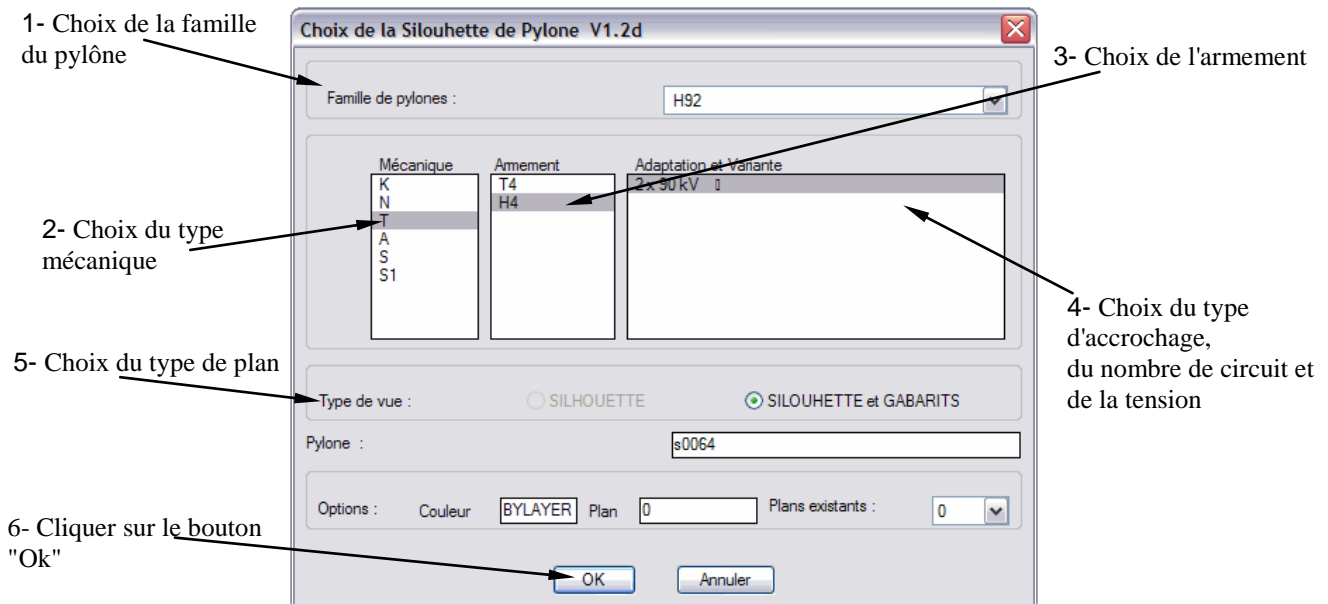 1- Choix de la famille
du pylône
Choix de la Silouhette de Pylone V1.2d
3- Choix de l'armement
Famille de pylones :
H92
Mécanique
Armement
Adaptation et Variante
K
N
T
A
S
S1
T4
H4
2 x 90 kV
2- Choix du type
mécanique
4- Choix du type
d'accrochage,
du nombre de circuit et
de la tension
5- Choix du type de plan
Type de vue :
SILHOUETTE
SILOUHETTE et GABARITS
Pylone :
s0064
Options :
Couleur
BYLAYER
Plan
0
Plans existants :
0
6- Cliquer sur le bouton
"Ok"
OK
Annuler